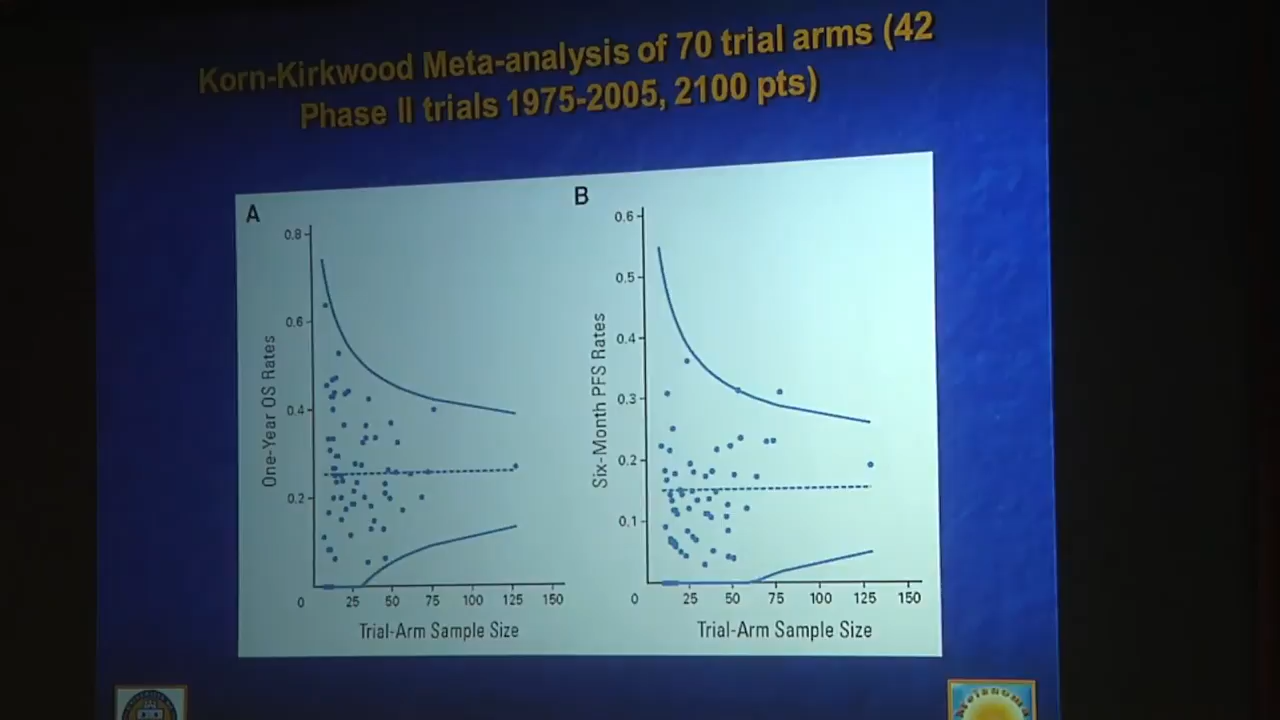 Korn-Kirkwood Meta-analysis of 70 trial arms (42
Phase II trials 1975-2005, 2100 pts)
A
0.8
0.6
0.4
0.2
0
25
50
75
100
125
150
One-Year OS Rates
Trial-Arm Sample Size
B
0.6
0.5
0.4
0.3
0.2
0.1
0
25
50
75
100
125
150
Six-Month PFS Rates
Trial-Arm Sample Size
Melanoma